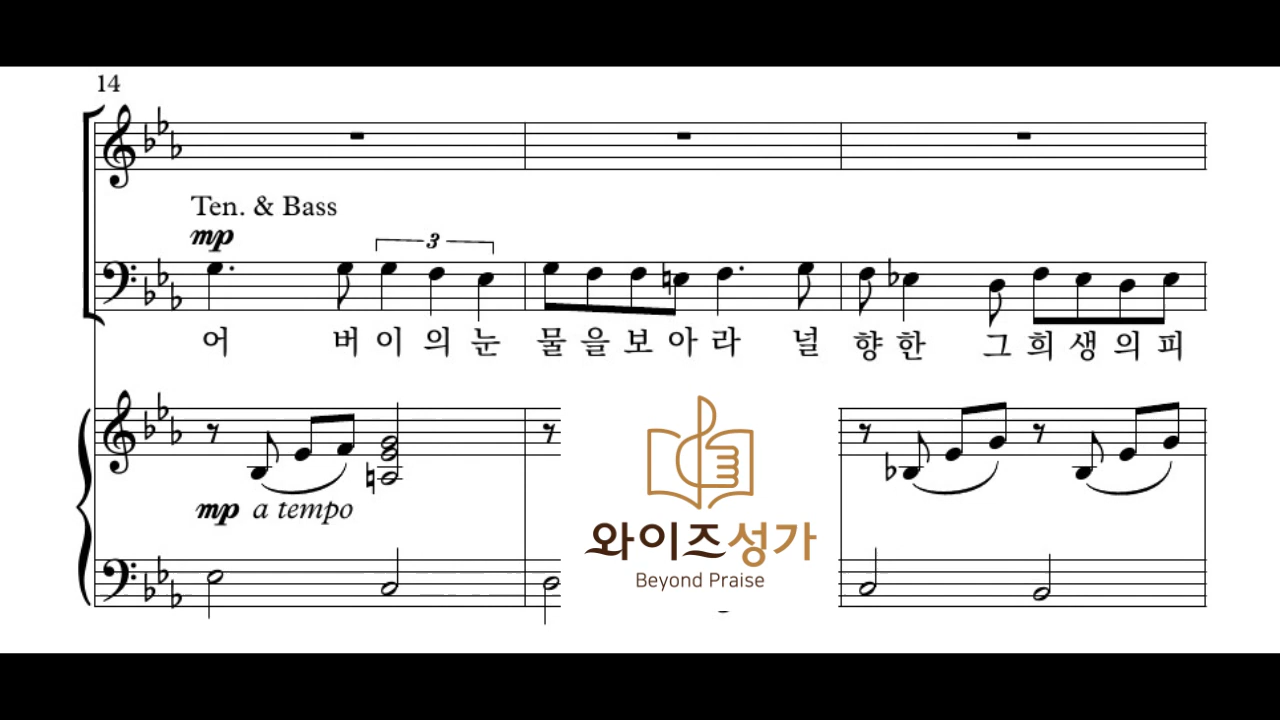 14
Ten. & Bass
mp
3
어 버 이 의 눈 물 을 보 아 라 널 향 한 그 희 생 의 피
mp a tempo
와이즈성가
Beyond Praise